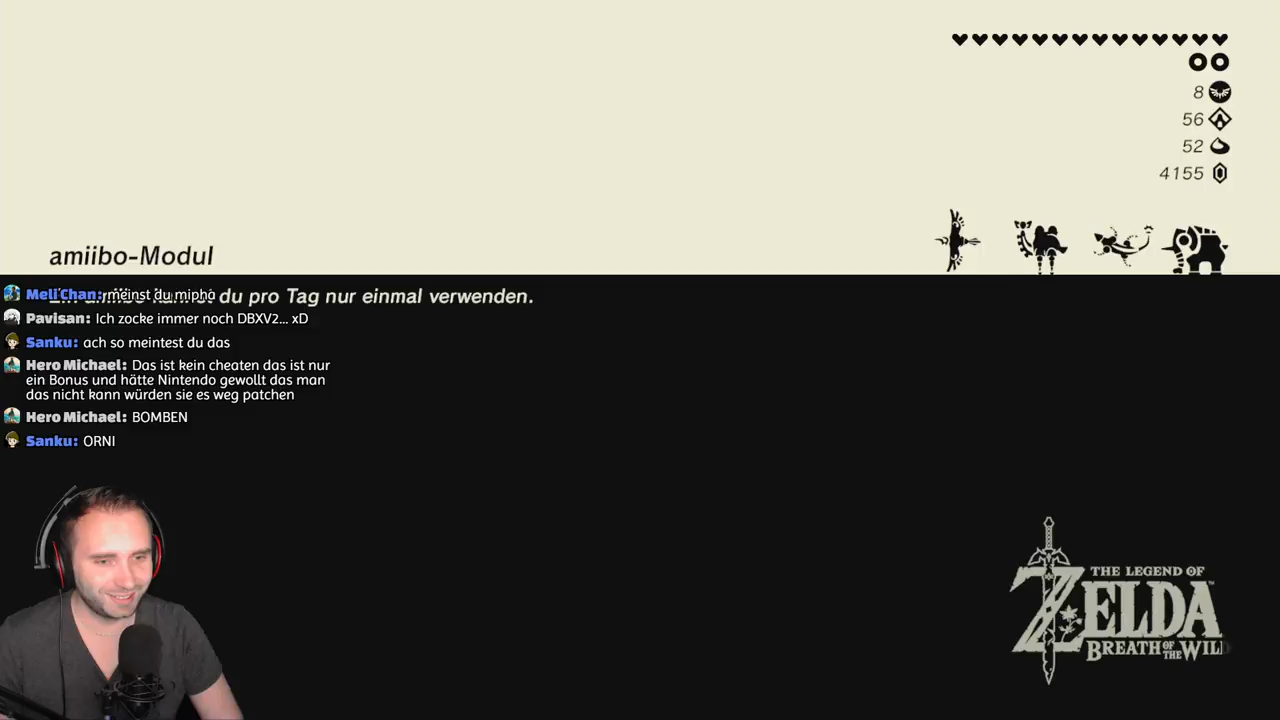 8
56
52
4155
amiibo-Modul
du pro Tag nur einmal verwenden.
Meli Chan: meinst du mipha
Pavisan: Ich zocke immer noch DBXV2... xD
Sanku: ach so meintest du das
Hero Michael: Das ist kein cheaten das ist nur
ein Bonus und hätte Nintendo gewollt das man
das nicht kann würden sie es weg patchen
Hero Michael: BOMBEN
Sanku: ORNI
THE LEGEND OF
ZELDA
BREATH OF THE WILD